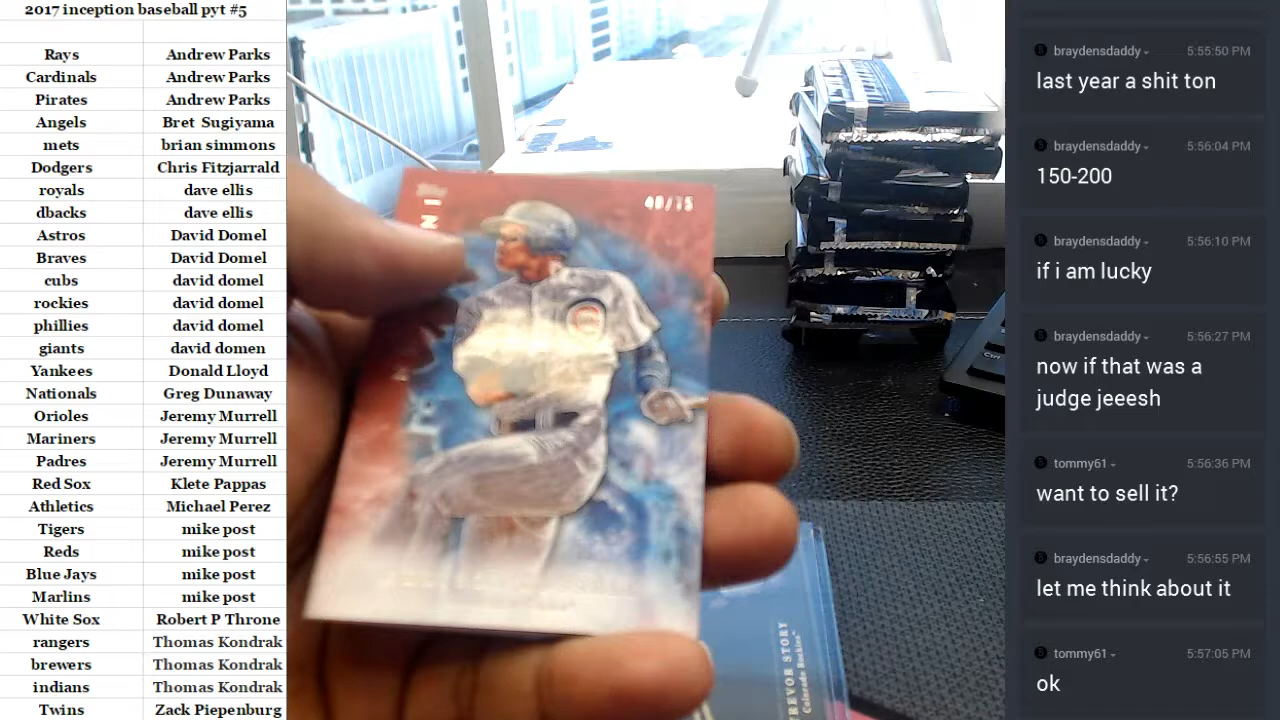 2017 inception baseball pyt #5
Rays Andrew Parks
Cardinals Andrew Parks
Pirates Andrew Parks
Angels Bret Sugiyama
mets brian simmons
Dodgers Chris Fitzjarrald
royals dave ellis
dbacks dave ellis
Astros David Domel
Braves David Domel
cubs david domel
rockies david domel
phillies david domel
giants david domen
Yankees Donald Lloyd
Nationals Greg Dunaway
Orioles Jeremy Murrell
Mariners Jeremy Murrell
Padres Jeremy Murrell
Red Sox Klete Pappas
Athletics Michael Perez
Tigers mike post
Reds mike post
Blue Jays mike post
Marlins mike post
White Sox Robert P Throne
rangers Thomas Kondrak
brewers Thomas Kondrak
indians Thomas Kondrak
Twins Zack Piepenburg
TREVOR STORY
Colorado Rockies
Ctrl
braydensdaddy 5:55:50 PM
last year a shit ton
braydensdaddy 5:56:04 PM
150-200
braydensdaddy 5:56:10 PM
if i am lucky
braydensdaddy 5:56:27 PM
now if that was a
judge jeeesh
tommy61 5:56:36 PM
want to sell it?
braydensdaddy 5:56:55 PM
let me think about it
tommy61 5:57:05 PM
ok